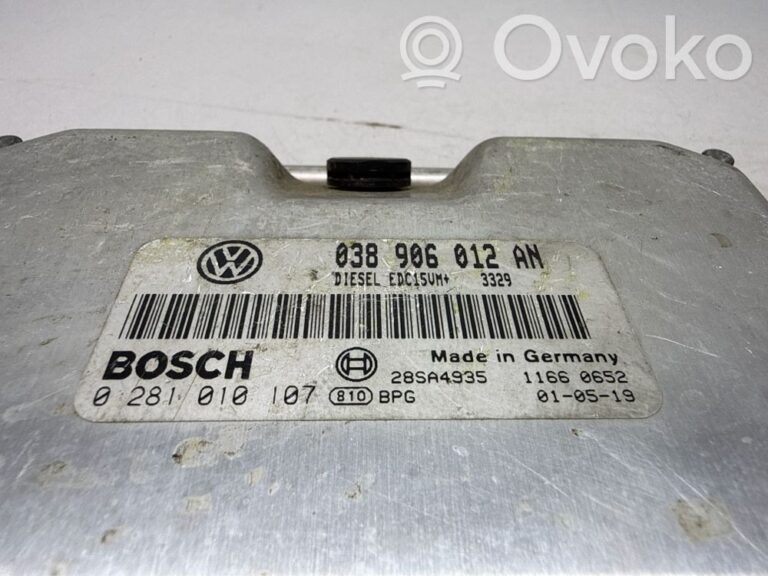 Ovoko
038 906 012 AN
DIESEL EDC15VM+ 3329
BOSCH Made in Germany
28SA4935 1166 0652
0 281 010 107 810 BPG 01-05-19